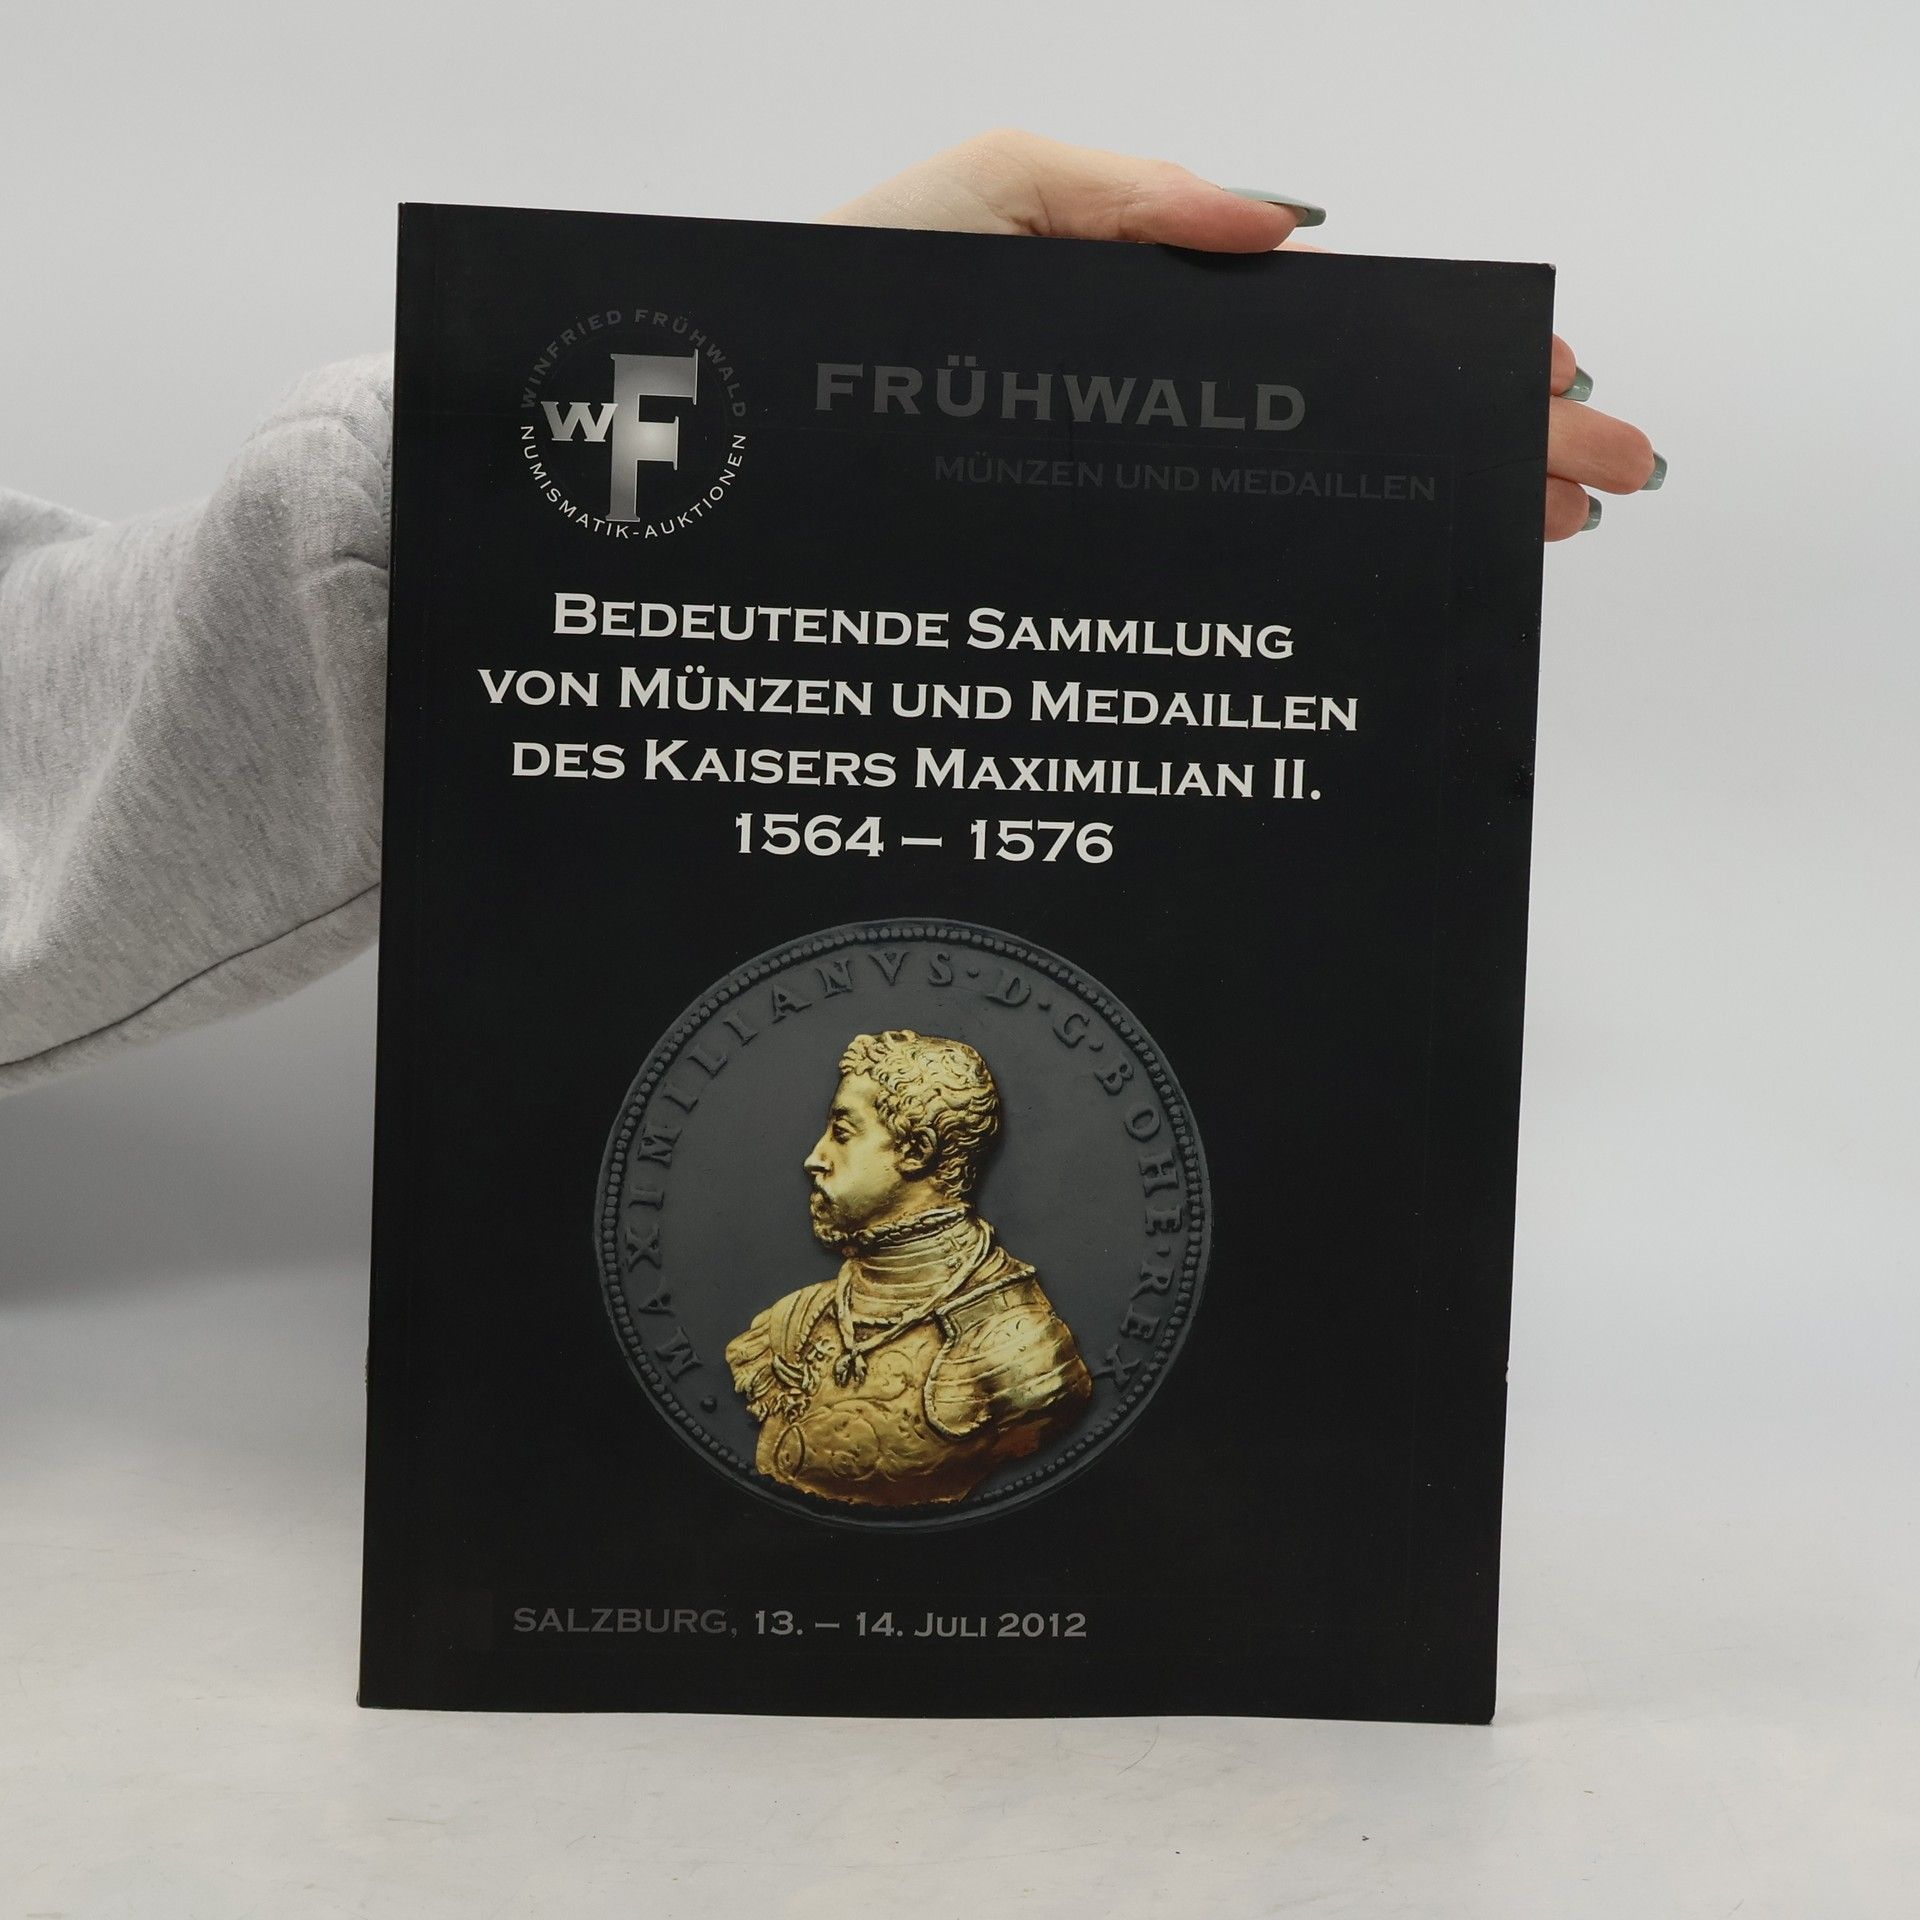 WINFRIED FRÜHWALD
NUMISMATIK-AUKTIONEN
WF
FRÜHWALD
MÜNZEN UND MEDAILLEN
BEDEUTENDE SAMMLUNG
VON MÜNZEN UND MEDAILLEN
DES KAISERS MAXIMILIAN II.
1564 – 1576
· MAXIMILIANVS · D · G · BOHE · REX
SALZBURG, 13. – 14. JULI 2012